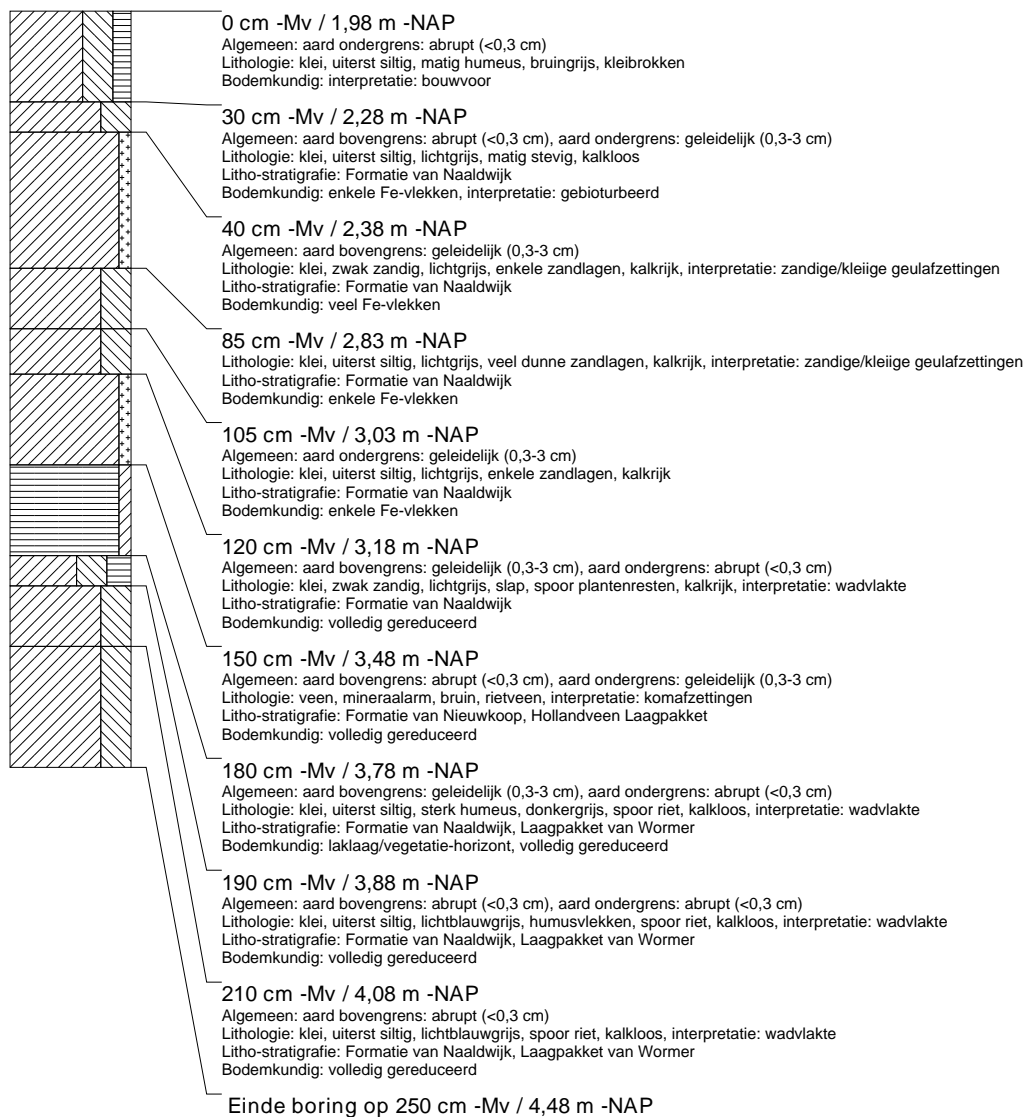 0 cm -Mv / 1,98 m -NAP
Algemeen: aard ondergrens: abrupt (<0,3 cm)
Lithologie: klei, uiterst siltig, matig humeus, bruingrijs, kleibrokken
Bodemkundig: interpretatie: bouwvoor
30 cm -Mv / 2,28 m -NAP
Algemeen: aard bovengrens: abrupt (<0,3 cm), aard ondergrens: geleidelijk (0,3-3 cm)
Lithologie: klei, uiterst siltig, lichtgrijs, matig stevig, kalkloos
Litho-stratigrafie: Formatie van Naaldwijk
Bodemkundig: enkele Fe-vlekken, interpretatie: gebioturbeerd
40 cm -Mv / 2,38 m -NAP
Algemeen: aard bovengrens: geleidelijk (0,3-3 cm)
Lithologie: klei, zwak zandig, lichtgrijs, enkele zandlagen, kalkrijk, interpretatie: zandige/kleiige geulafzettingen
Litho-stratigrafie: Formatie van Naaldwijk
Bodemkundig: veel Fe-vlekken
85 cm -Mv / 2,83 m -NAP
Lithologie: klei, uiterst siltig, lichtgrijs, veel dunne zandlagen, kalkrijk, interpretatie: zandige/kleiige geulafzettingen
Litho-stratigrafie: Formatie van Naaldwijk
Bodemkundig: enkele Fe-vlekken
105 cm -Mv / 3,03 m -NAP
Algemeen: aard ondergrens: geleidelijk (0,3-3 cm)
Lithologie: klei, uiterst siltig, lichtgrijs, enkele zandlagen, kalkrijk
Litho-stratigrafie: Formatie van Naaldwijk
Bodemkundig: enkele Fe-vlekken
120 cm -Mv / 3,18 m -NAP
Algemeen: aard bovengrens: geleidelijk (0,3-3 cm), aard ondergrens: abrupt (<0,3 cm)
Lithologie: klei, zwak zandig, lichtgrijs, slap, spoor plantenresten, kalkrijk, interpretatie: wadvlakte
Litho-stratigrafie: Formatie van Naaldwijk
Bodemkundig: volledig gereduceerd
150 cm -Mv / 3,48 m -NAP
Algemeen: aard bovengrens: abrupt (<0,3 cm), aard ondergrens: geleidelijk (0,3-3 cm)
Lithologie: veen, mineraalarm, bruin, rietveen, interpretatie: komafzettingen
Litho-stratigrafie: Formatie van Nieuwkoop, Hollandveen Laagpakket
Bodemkundig: volledig gereduceerd
180 cm -Mv / 3,78 m -NAP
Algemeen: aard bovengrens: geleidelijk (0,3-3 cm), aard ondergrens: abrupt (<0,3 cm)
Lithologie: klei, uiterst siltig, sterk humeus, donkergrijs, spoor riet, kalkloos, interpretatie: wadvlakte
Litho-stratigrafie: Formatie van Naaldwijk, Laagpakket van Wormer
Bodemkundig: laklaag/vegetatie-horizont, volledig gereduceerd
190 cm -Mv / 3,88 m -NAP
Algemeen: aard bovengrens: abrupt (<0,3 cm), aard ondergrens: abrupt (<0,3 cm)
Lithologie: klei, uiterst siltig, lichtblauwgrijs, humusvlekken, spoor riet, kalkloos, interpretatie: wadvlakte
Litho-stratigrafie: Formatie van Naaldwijk, Laagpakket van Wormer
Bodemkundig: volledig gereduceerd
210 cm -Mv / 4,08 m -NAP
Algemeen: aard bovengrens: abrupt (<0,3 cm)
Lithologie: klei, uiterst siltig, lichtblauwgrijs, spoor riet, kalkloos, interpretatie: wadvlakte
Litho-stratigrafie: Formatie van Naaldwijk, Laagpakket van Wormer
Bodemkundig: volledig gereduceerd
Einde boring op 250 cm -Mv / 4,48 m -NAP